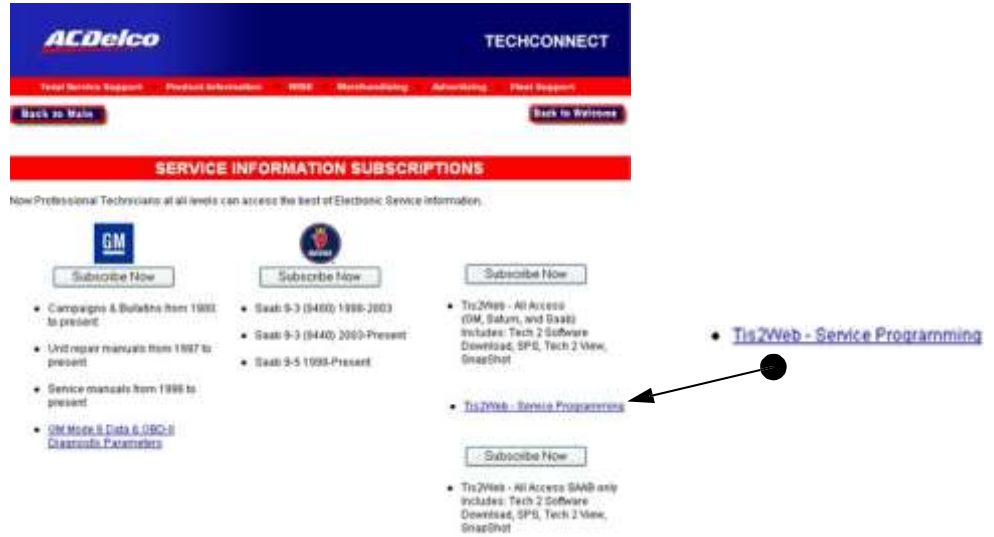 ACDelco
TECHCONNECT
Total Service Support Product Information WISE Merchandising Advertising Fleet Support
Back to Main
Back to Welcome
SERVICE INFORMATION SUBSCRIPTIONS
Now Professional Technicians at all levels can access the best of Electronic Service Information.
GM
Subscribe Now
• Campaigns & Bulletins from 1980
to present
• Unit repair manuals from 1997 to
present
• Service manuals from 1998 to
present
• GM Mode 6 Data & OBD-II
Diagnostic Parameters
Subscribe Now
• Saab 9-3 (9400) 1998-2003
• Saab 9-3 (9440) 2003-Present
• Saab 9-5 1998-Present
Subscribe Now
• Tis2Web - All Access
(GM, Saturn, and Saab)
Includes: Tech 2 Software
Download, SPS, Tech 2 View,
SnapShot
• Tis2Web - Service Programming
Subscribe Now
• Tis2Web - All Access SAAB only
Includes: Tech 2 Software
Download, SPS, Tech 2 View,
SnapShot
• Tis2Web - Service Programming